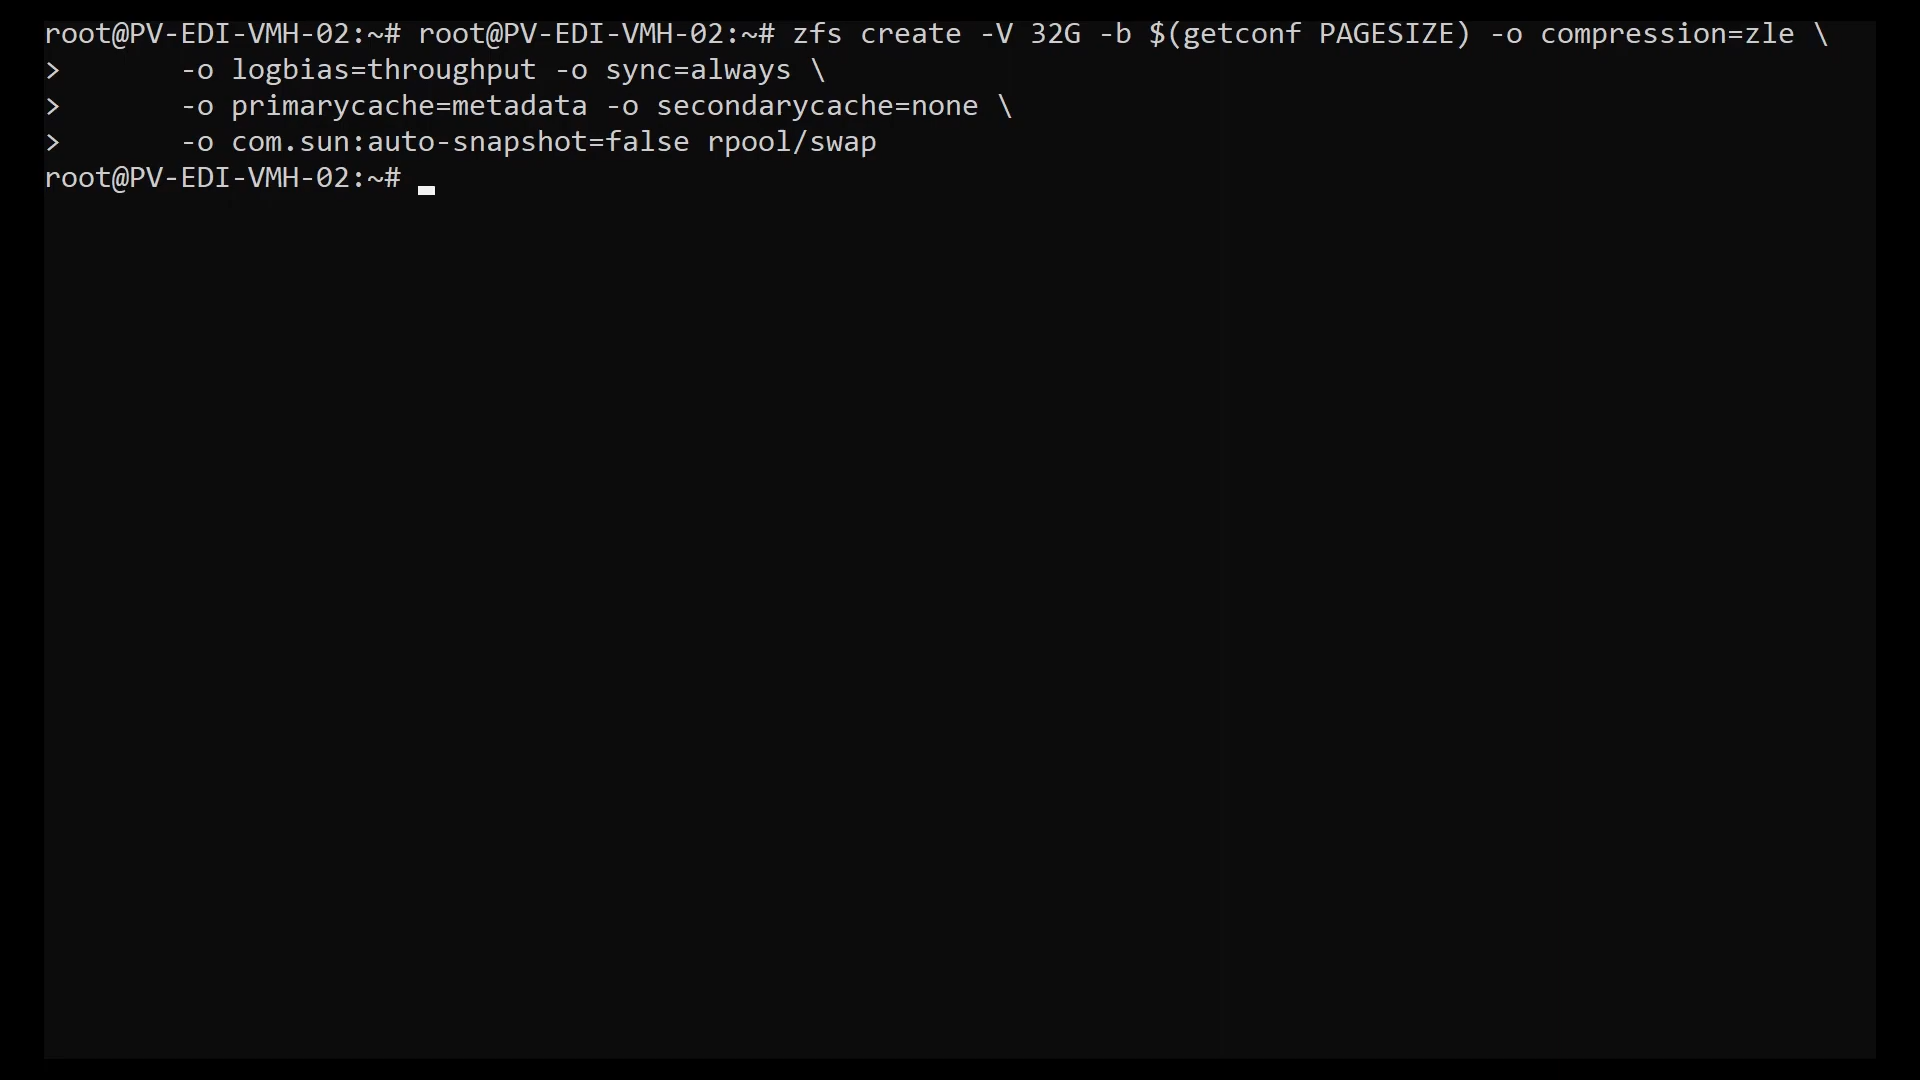 root@PV-EDI-VMH-02:~# root@PV-EDI-VMH-02:~# zfs create -V 32G -b $(getconf PAGESIZE) -o compression=zle \
>       -o logbias=throughput -o sync=always \
>       -o primarycache=metadata -o secondarycache=none \
>       -o com.sun:auto-snapshot=false rpool/swap
root@PV-EDI-VMH-02:~#